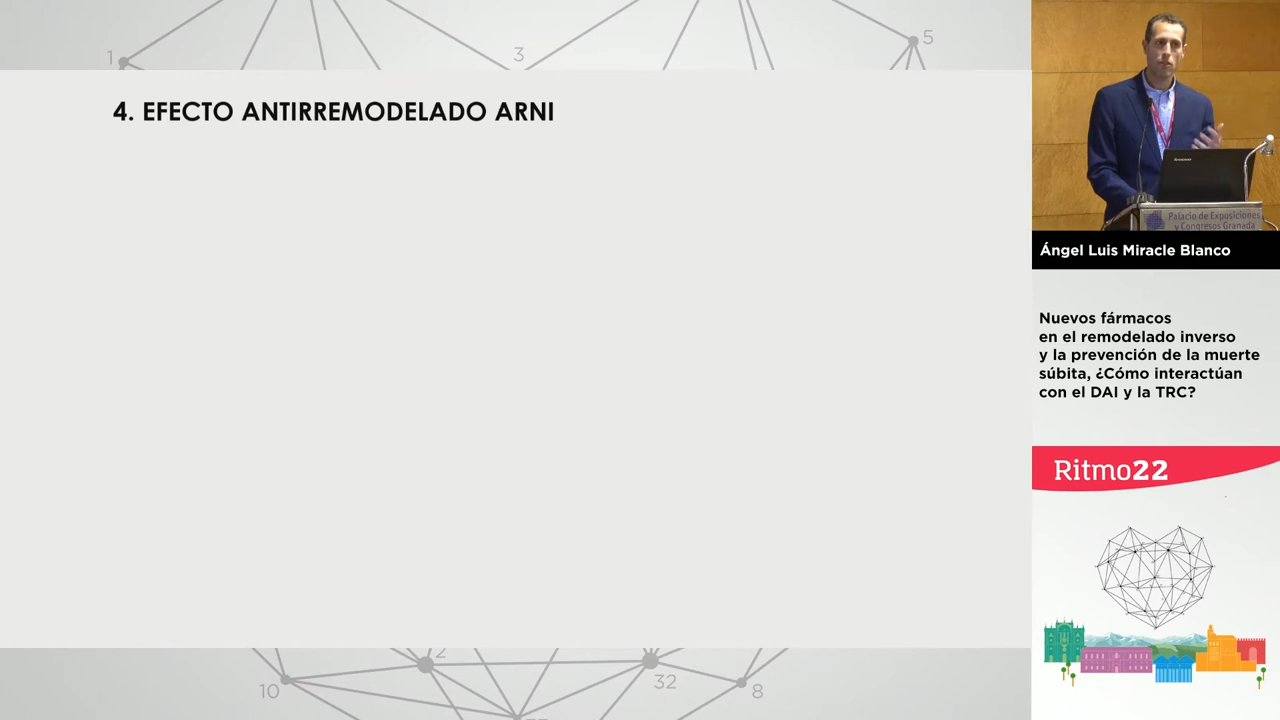 1
3
5
4. EFECTO ANTIRREMODELADO ARNI
2
10
32
8
Lenovo
Palacio de Exposiciones
y Congresos Granada
Ángel Luis Miracle Blanco
Nuevos fármacos
en el remodelado inverso
y la prevención de la muerte
súbita, ¿Cómo interactúan
con el DAI y la TRC?
Ritmo22